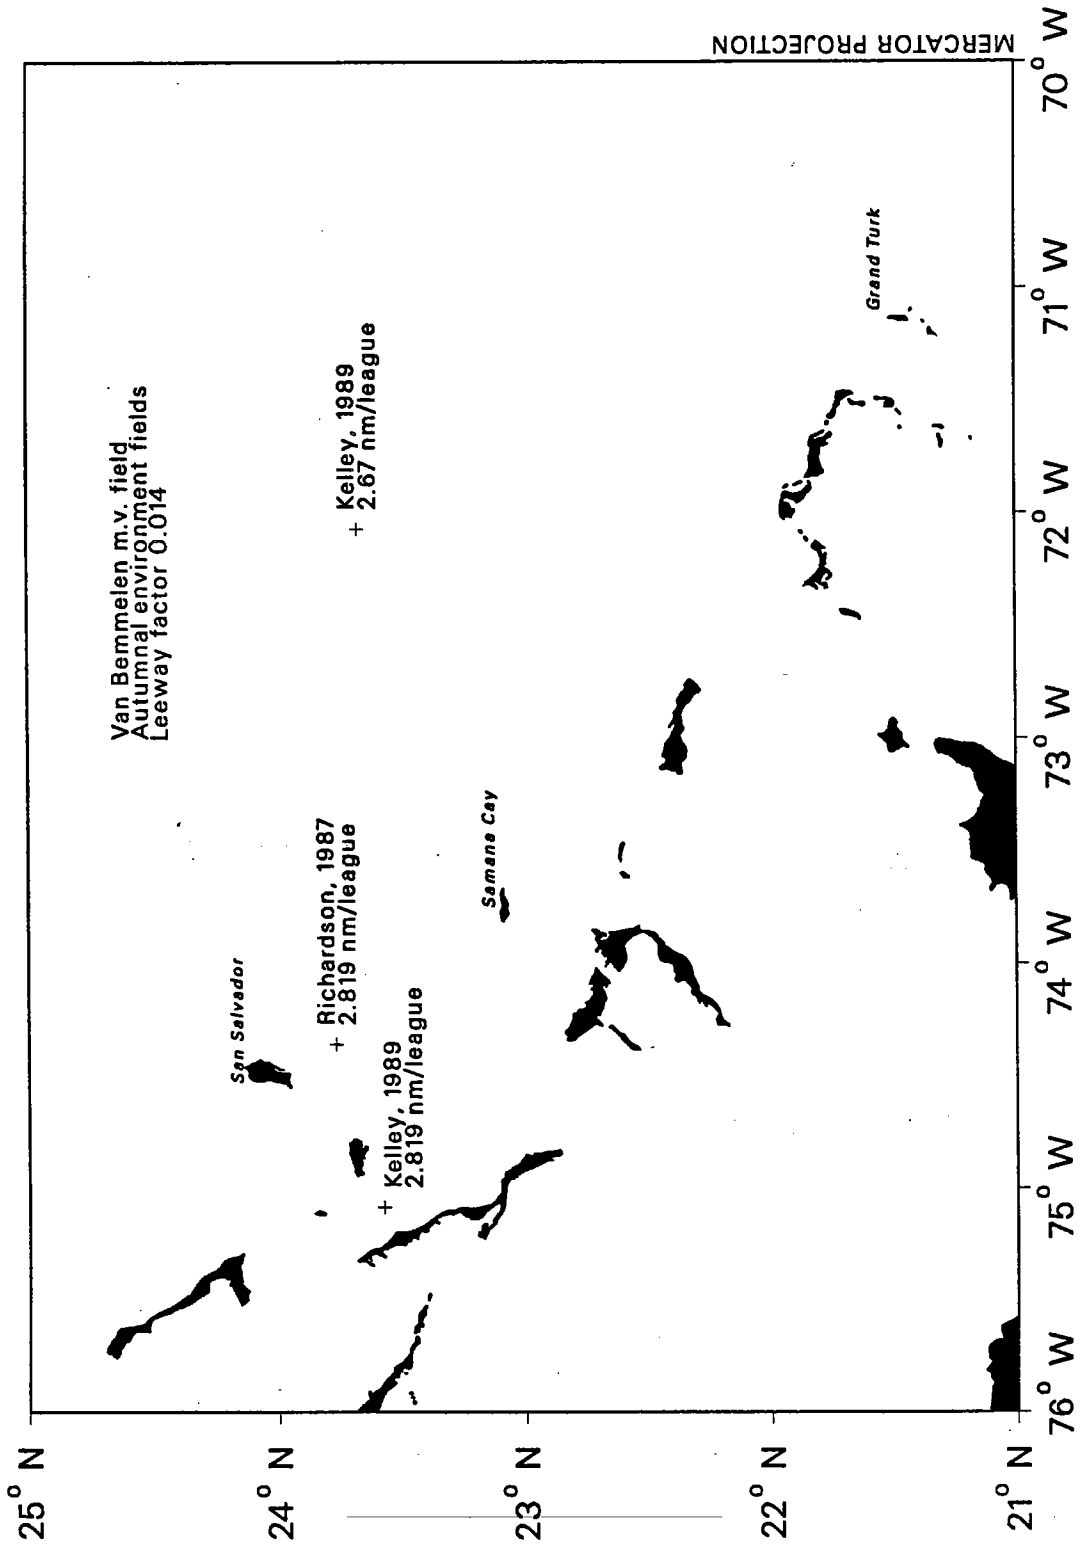 Van Bemmelen m.v. field
Autumnal environment fields
Leeway factor 0.014
San Salvador
+ Richardson, 1987
2.819 nm/league
+ Kelley, 1989
2.67 nm/league
+ Kelley, 1989
2.819 nm/league
Samana Cay
Grand Turk
25° N
24° N
23° N
22° N
21° N
76° W
75° W
74° W
73° W
72° W
71° W
70° W
MERCATOR PROJECTION